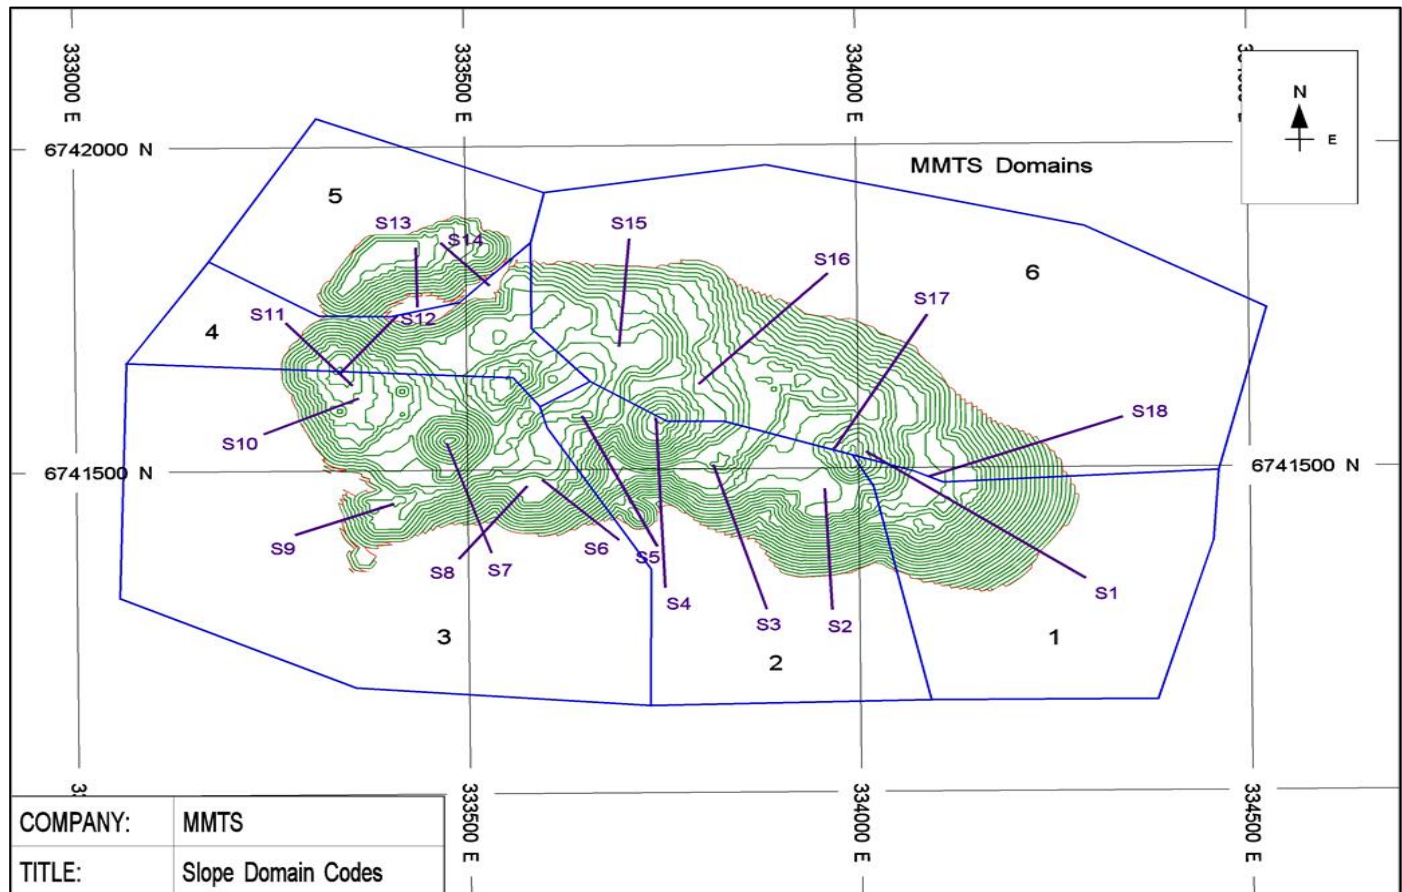 333000 E
333500 E
334000 E
N
E
6742000 N
MMTS Domains
5
S13
S14
S15
S16
6
S17
S11
S12
4
S18
S10
6741500 N
6741500 N
S9
S8
S7
S6
S5
S4
S3
S2
S1
3
2
1
333500 E
334000 E
334500 E
COMPANY: MMTS
TITLE: Slope Domain Codes